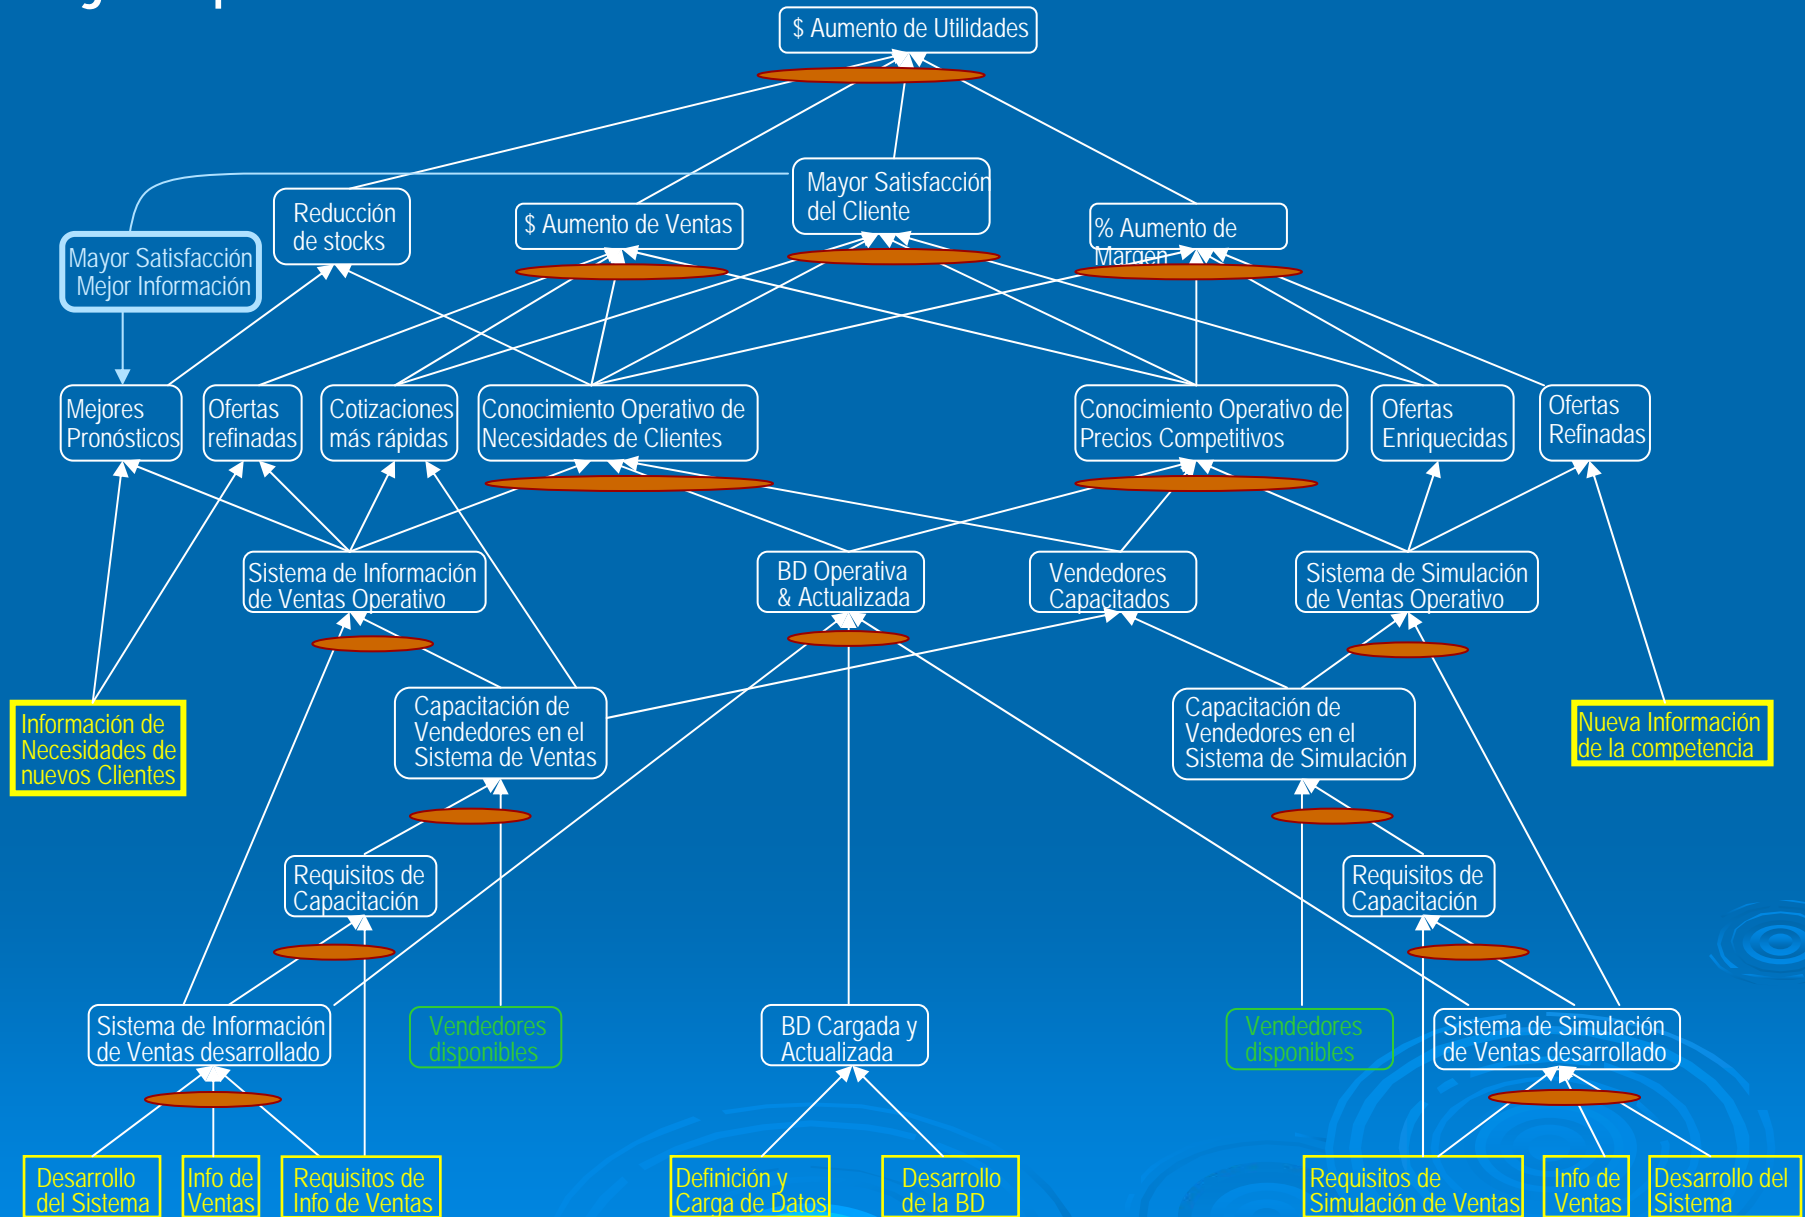 $ Aumento de Utilidades
Mayor Satisfacción
del Cliente
Reducción
de stocks
$ Aumento de Ventas
% Aumento de
Margen
Mayor Satisfacción
Mejor Información
Mejores
Pronósticos
Ofertas
refinadas
Cotizaciones
más rápidas
Conocimiento Operativo de
Necesidades de Clientes
Conocimiento Operativo de
Precios Competitivos
Ofertas
Enriquecidas
Ofertas
Refinadas
Sistema de Información
de Ventas Operativo
BD Operativa
& Actualizada
Vendedores
Capacitados
Sistema de Simulación
de Ventas Operativo
Información de
Necesidades de
nuevos Clientes
Capacitación de
Vendedores en el
Sistema de Ventas
Capacitación de
Vendedores en el
Sistema de Simulación
Nueva Información
de la competencia
Requisitos de
Capacitación
Requisitos de
Capacitación
Sistema de Información
de Ventas desarrollado
Vendedores
disponibles
BD Cargada y
Actualizada
Vendedores
disponibles
Sistema de Simulación
de Ventas desarrollado
Desarrollo
del Sistema
Info de
Ventas
Requisitos de
Info de Ventas
Definición y
Carga de Datos
Desarrollo
de la BD
Requisitos de
Simulación de Ventas
Info de
Ventas
Desarrollo del
Sistema